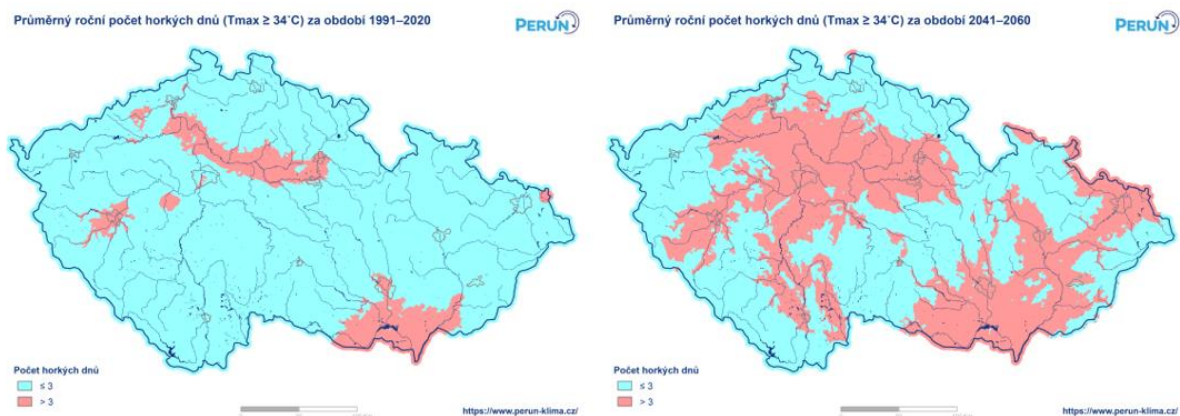 Průměrný roční počet horkých dnů (Tmax ≥ 34°C) za období 1991–2020
PERUN
Počet horkých dnů
≤ 3
> 3
https://www.perun-klima.cz/
Průměrný roční počet horkých dnů (Tmax ≥ 34°C) za období 2041–2060
PERUN
Počet horkých dnů
≤ 3
> 3
https://www.perun-klima.cz/